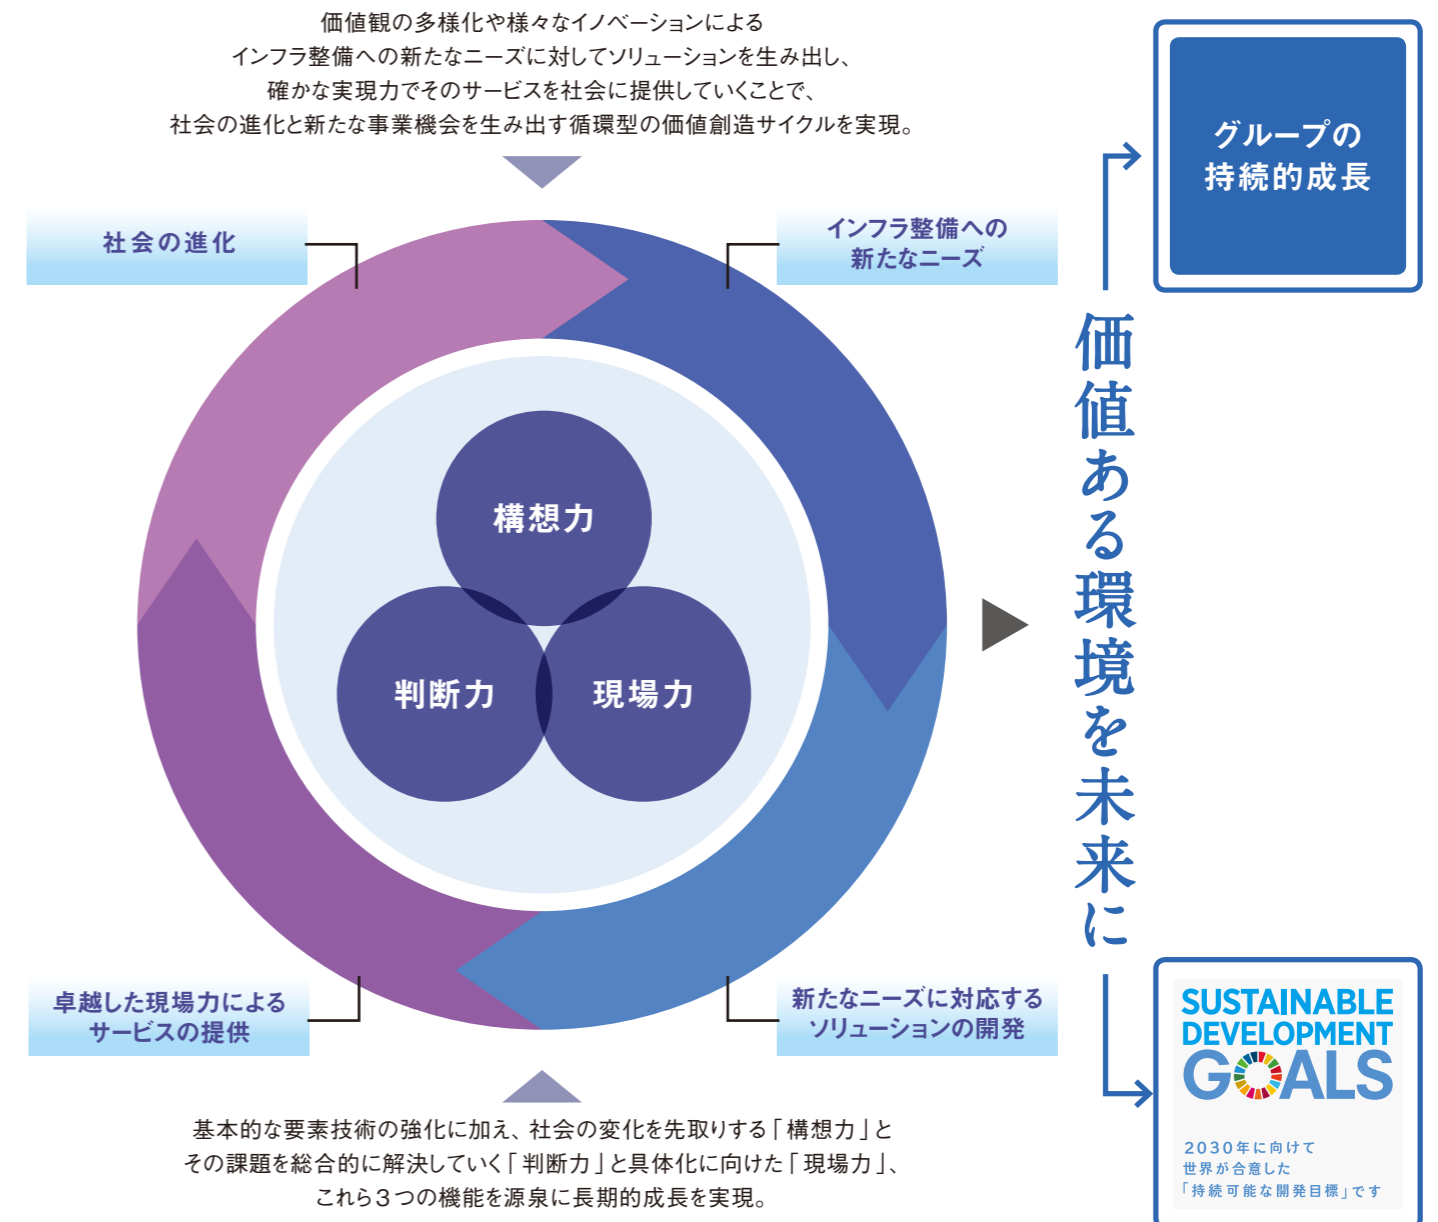 価値観の多様化や様々なイノベーションによる
インフラ整備への新たなニーズに対してソリューションを生み出し、
確かな実現力でそのサービスを社会に提供していくことで、
社会の進化と新たな事業機会を生み出す循環型の価値創造サイクルを実現。
社会の進化
インフラ整備への
新たなニーズ
構想力
判断力
現場力
卓越した現場力による
サービスの提供
新たなニーズに対応する
ソリューションの開発
基本的な要素技術の強化に加え、社会の変化を先取りする「構想力」と
その課題を総合的に解決していく「判断力」と具体化に向けた「現場力」、
これら3つの機能を源泉に長期的成長を実現。
価値ある環境を未来に
グループの
持続的成長
SUSTAINABLE
DEVELOPMENT
GOALS
2030年に向けて
世界が合意した
「持続可能な開発目標」です